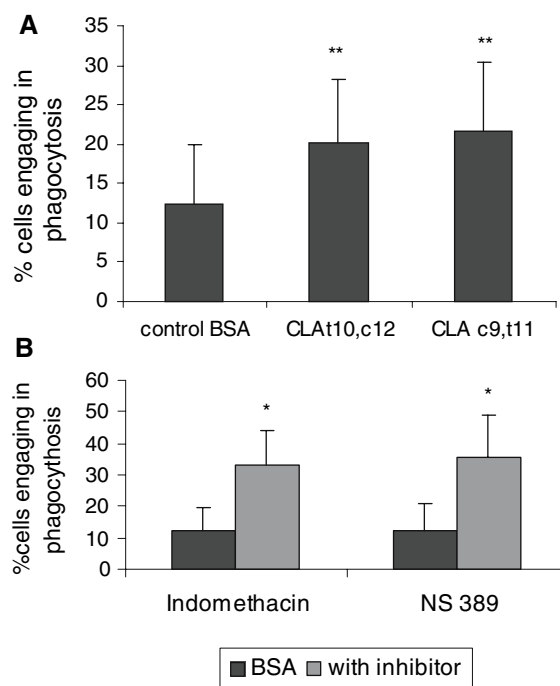 A
% cells engaging in
phagocytosis
35
30
25
20
15
10
5
0
** **
control BSA CLAt10,c12 CLA c9,t11
B
%cells engaging in
phagocythosis
60
50
40
30
20
10
0
* *
Indomethacin NS 389
BSA with inhibitor